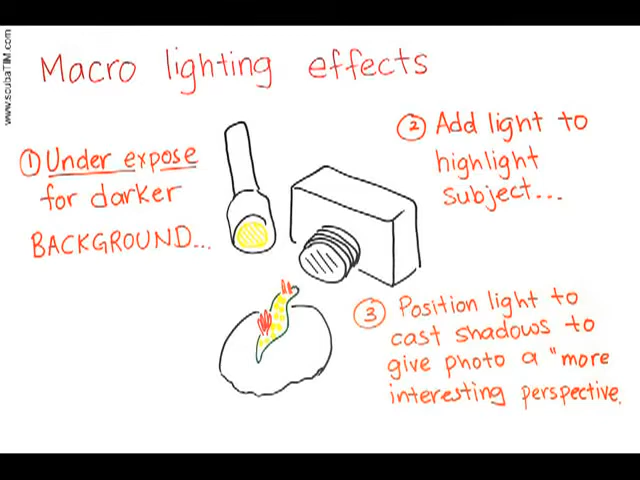 www.scubaTIM.com
Macro lighting effects
① Under expose
for darker
BACKGROUND...
② Add light to
highlight
subject...
③ Position light to
cast shadows to
give photo a "more
interesting perspective.